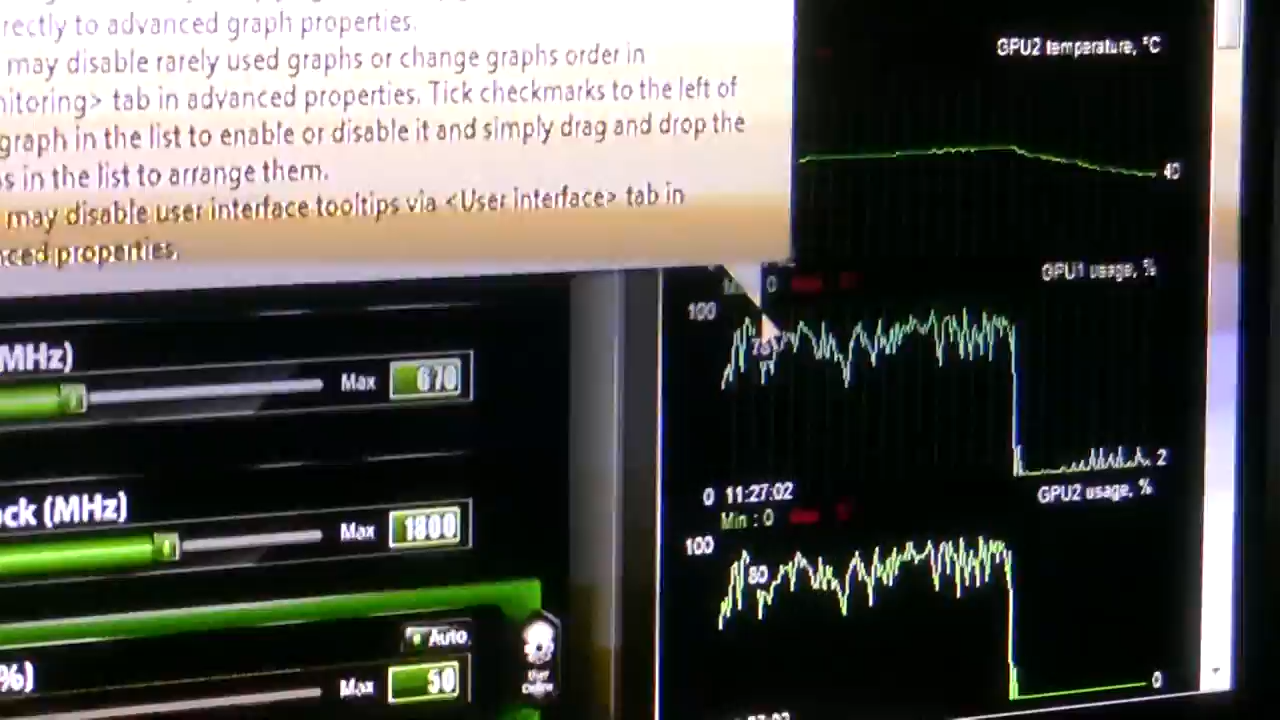 rectly to advanced graph properties.
may disable rarely used graphs or change graphs order in
nitoring> tab in advanced properties. Tick checkmarks to the left of
graph in the list to enable or disable it and simply drag and drop the
s in the list to arrange them.
may disable user interface tooltips via <User interface> tab in
nced properties.
GPU2 temperature, °C
40
GPU1 usage, %
0
100
2
0 11:27:02
GPU2 usage, %
Min : 0
100
80
0
MHz)
Max 670
ck (MHz)
Max 1800
Auto
%)
Max 50
User
Define